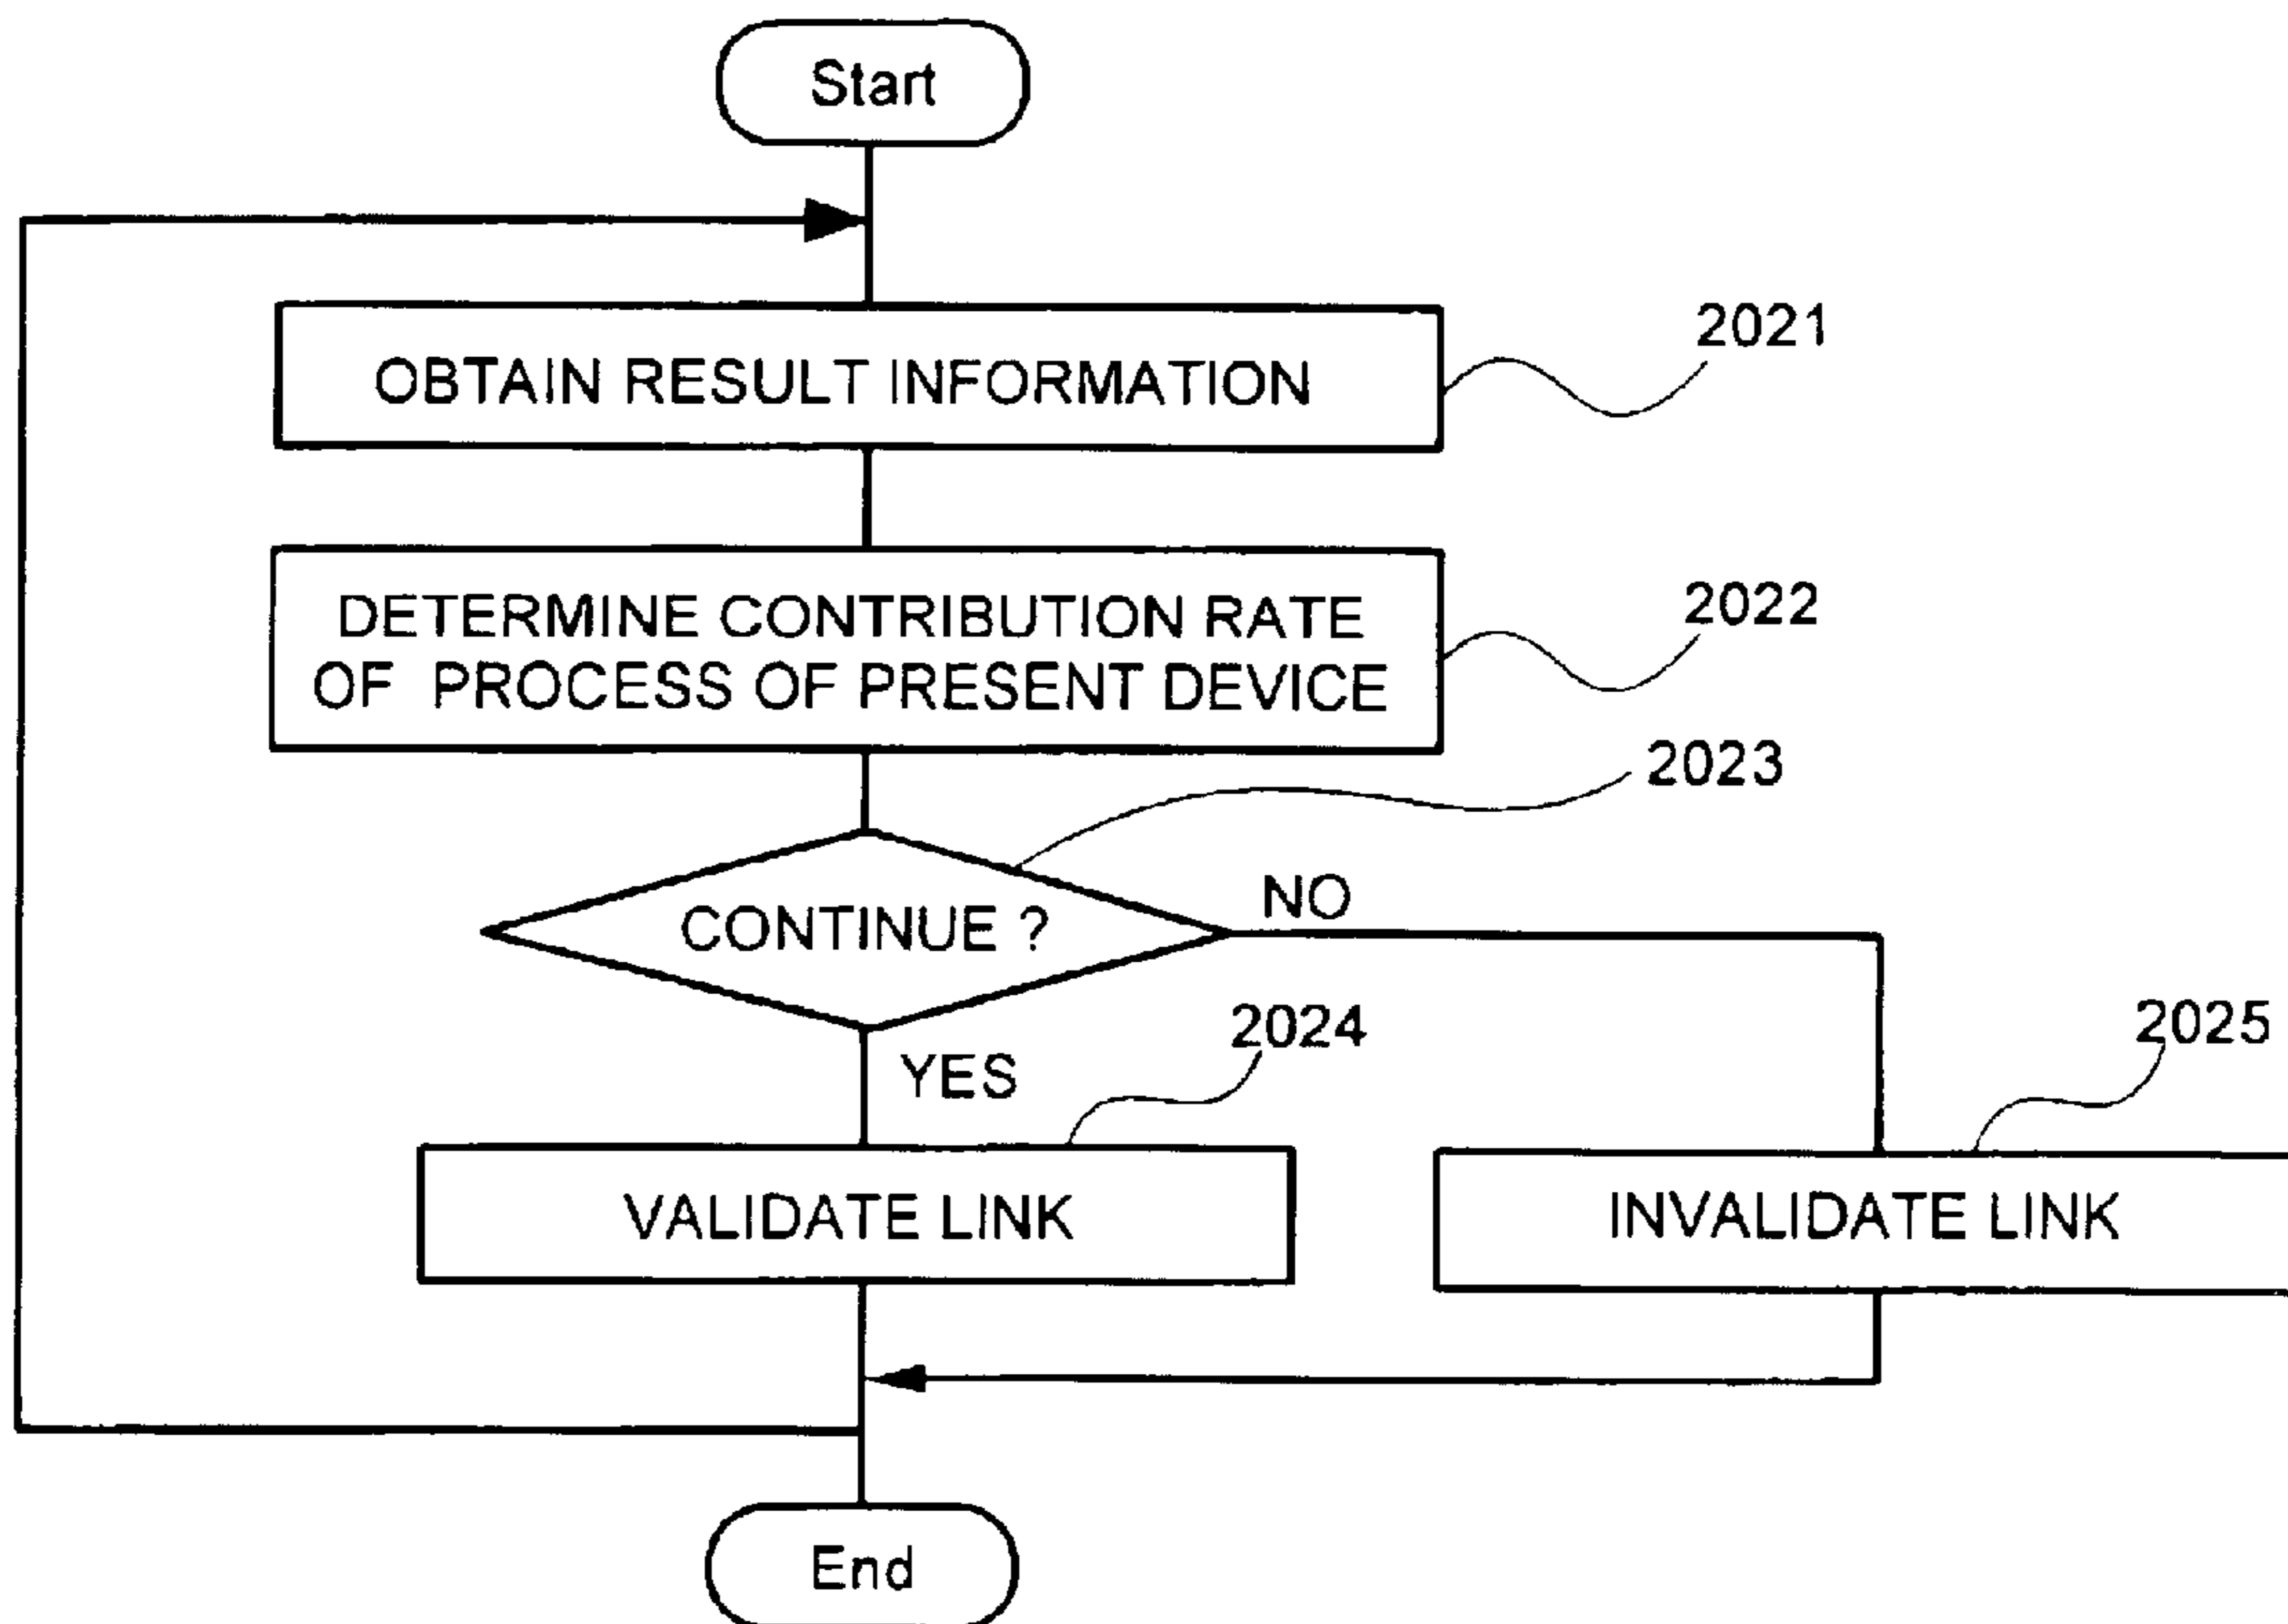 Start
OBTAIN RESULT INFORMATION
2021
DETERMINE CONTRIBUTION RATE
OF PROCESS OF PRESENT DEVICE
2022
2023
CONTINUE ?
NO
YES
2024
2025
VALIDATE LINK
INVALIDATE LINK
End